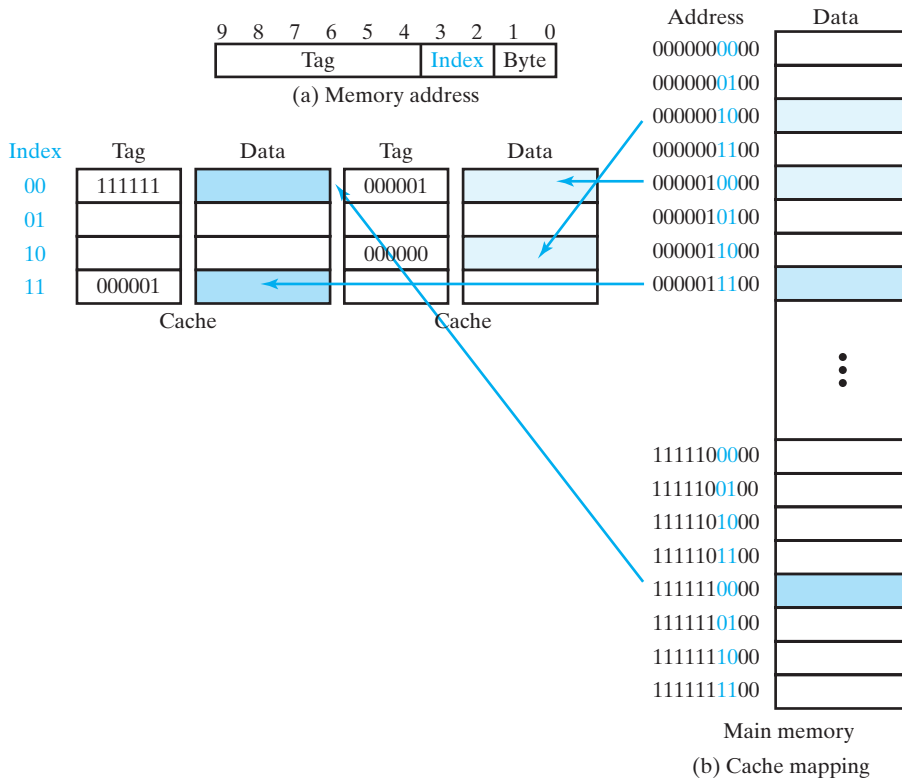 9 8 7 6 5 4 3 2 1 0
Tag Index Byte
(a) Memory address
Index Tag Data Tag Data
00 111111 000001
01
10 000000
11 000001
Cache Cache
Address Data
0000000000
0000000100
0000001000
0000001100
0000010000
0000010100
0000011000
0000011100
1111100000
1111100100
1111101000
1111101100
1111110000
1111110100
1111111000
1111111100
Main memory
(b) Cache mapping